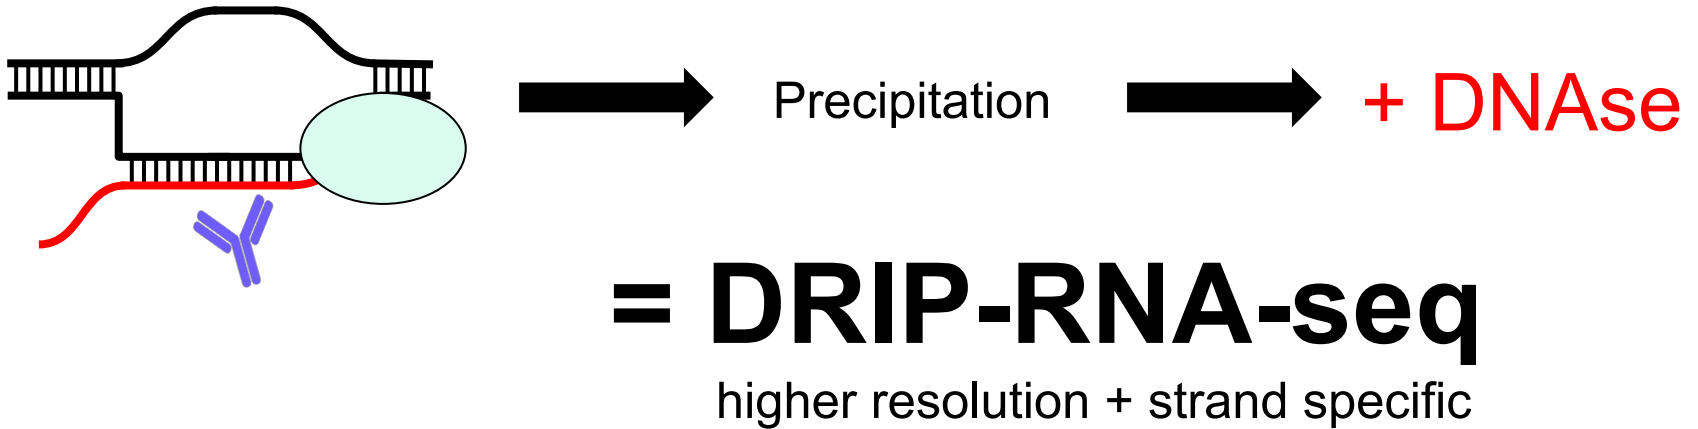 Precipitation
+ DNAse
= DRIP-RNA-seq
higher resolution + strand specific